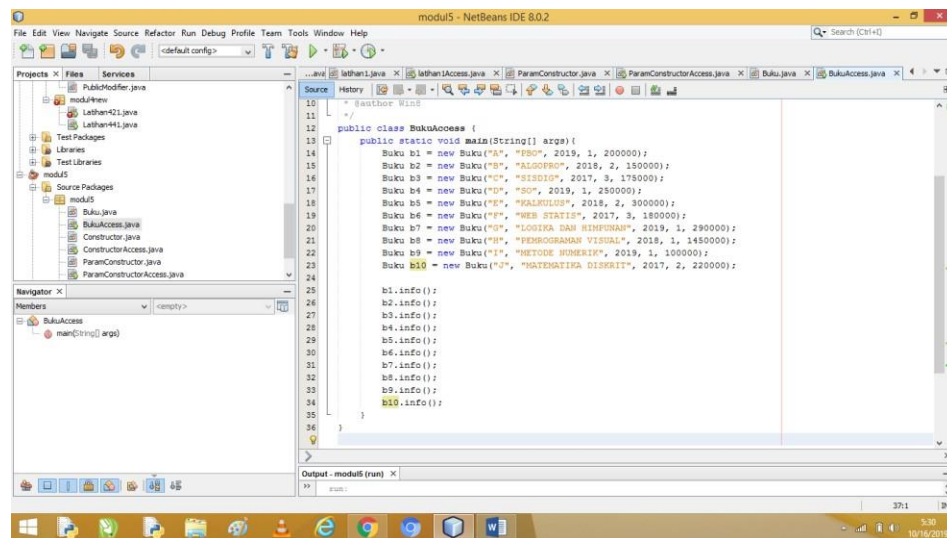 modul5 - NetBeans IDE 8.0.2
File Edit View Navigate Source Refactor Run Debug Profile Team Tools Window Help
Search (Ctrl+I)
<default config>
Projects Files Services
...ava lathan1.java lathan1Access.java ParamConstructor.java ParamConstructorAccess.java Buku.java BukuAccess.java
PublicModifier.java
modul4new
Latihan421.java
Latihan441.java
Test Packages
Libraries
Test Libraries
modul5
Source Packages
modul5
Buku.java
BukuAccess.java
Constructor.java
ConstructorAccess.java
ParamConstructor.java
ParamConstructorAccess.java
Navigator
Members <empty>
BukuAccess
main(String[] args)
Source History
10 * @author Win8
11 */
12 public class BukuAccess {
13 public static void main(String[] args){
14 Buku b1 = new Buku("A", "PBO", 2019, 1, 200000);
15 Buku b2 = new Buku("B", "ALGOPRO", 2018, 2, 150000);
16 Buku b3 = new Buku("C", "SISDIG", 2017, 3, 175000);
17 Buku b4 = new Buku("D", "SO", 2019, 1, 250000);
18 Buku b5 = new Buku("E", "KALKULUS", 2018, 2, 300000);
19 Buku b6 = new Buku("F", "WEB STATIS", 2017, 3, 180000);
20 Buku b7 = new Buku("G", "LOGIKA DAN HIMPUNAN", 2019, 1, 290000);
21 Buku b8 = new Buku("H", "PEMROGRAMAN VISUAL", 2018, 1, 1450000);
22 Buku b9 = new Buku("I", "METODE NUMERIK", 2019, 1, 100000);
23 Buku b10 = new Buku("J", "MATEMATIKA DISKRIT", 2017, 2, 220000);
24
25 b1.info();
26 b2.info();
27 b3.info();
28 b4.info();
29 b5.info();
30 b6.info();
31 b7.info();
32 b8.info();
33 b9.info();
34 b10.info();
35 }
36 }
Output - modul5 (run)
run:
37:1
5:30